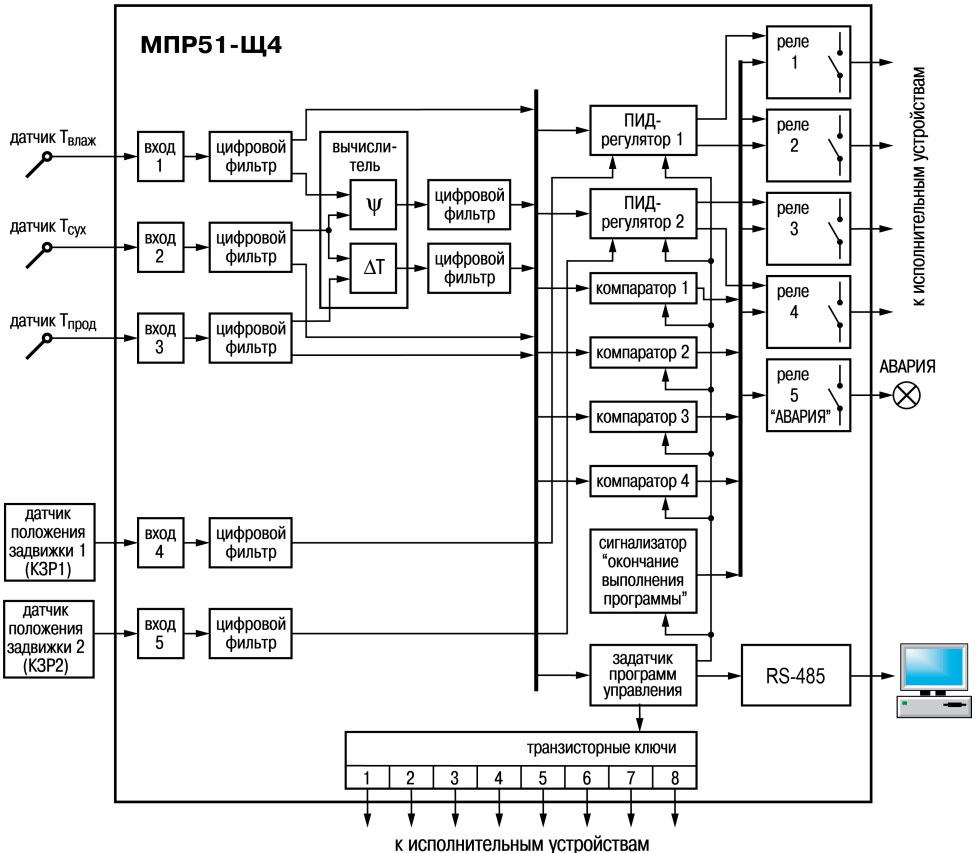 МПР51-Щ4
датчик Tвлаж
вход
1
цифровой
фильтр
вычисли-
тель
ψ
цифровой
фильтр
датчик Tсух
вход
2
цифровой
фильтр
ΔT
цифровой
фильтр
датчик Tпрод
вход
3
цифровой
фильтр
датчик
положения
задвижки 1
(КЗР1)
вход
4
цифровой
фильтр
датчик
положения
задвижки 2
(КЗР2)
вход
5
цифровой
фильтр
ПИД-
регулятор 1
ПИД-
регулятор 2
компаратор 1
компаратор 2
компаратор 3
компаратор 4
сигнализатор
“окончание
выполнения
программы”
задатчик
программ
управления
реле
1
реле
2
реле
3
реле
4
реле
5
“АВАРИЯ”
к исполнительным устройствам
АВАРИЯ
RS-485
транзисторные ключи
1 2 3 4 5 6 7 8
к исполнительным устройствам